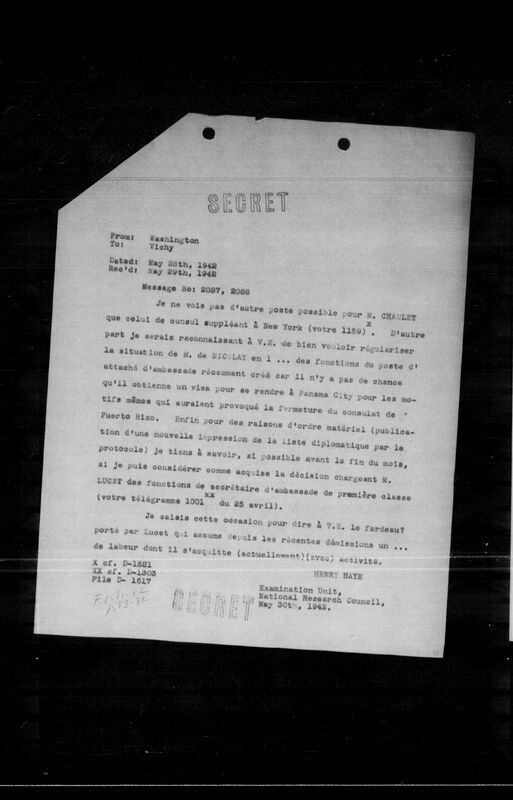 SECRET
From: Washington
To: Vichy
Dated: May 28th, 1942
Rec'd: May 29th, 1942
Message No: 2087, 2088
Je ne vois pas d'autre poste possible pour M. CHAULET
que celui de consul suppléant à New York (votre 1159) x. D'autre
part je serais reconnaissant à V.E. de bien vouloir régulariser
la situation de M. de NICOLAY en l ... des fonctions du poste d'
attaché d'ambassade récemment créé car il n'y a pas de chance
qu'il obtienne un visa pour se rendre à Panama City pour les mo-
tifs mêmes qui auraient provoqué la fermeture du consulat de
Puerto Rico. Enfin pour des raisons d'ordre matériel (publica-
tion d'une nouvelle impression de la liste diplomatique par le
protocole) je tiens à savoir, si possible avant la fin du mois,
si je puis considérer comme acquise la décision chargeant M.
LUCET des fonctions de secrétaire d'ambassade de première classe
(votre télégramme 1001 xx du 25 avril).
Je saisis cette occasion pour dire à V.E. le fardeau?
porté par Lucet qui assume depuis les récentes démissions un ...
de labeur dont il s'acquitte (actuellement)(avec) activité.
X cf. D-1521
XX cf. D-1303
File D- 1617
HENRY HAYE
Examination Unit,
National Research Council,
May 30th, 1942.
SECRET